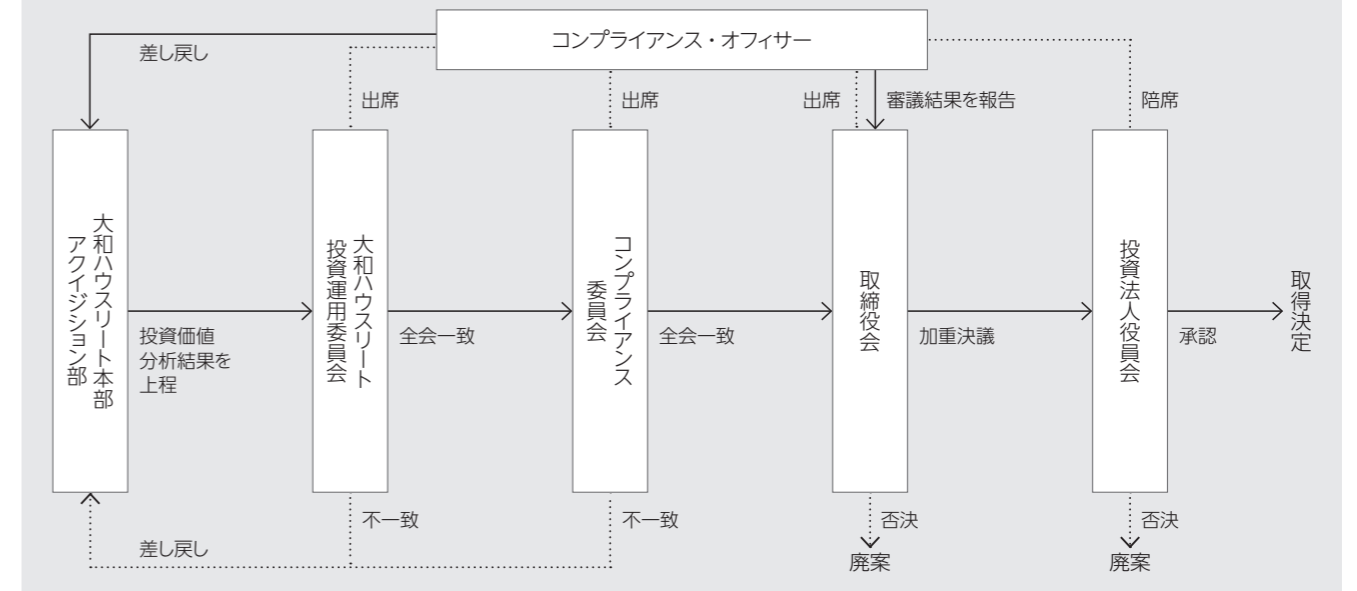 コンプライアンス・オフィサー
差し戻し
出席
出席
出席
審議結果を報告
陪席
大和ハウスリート本部
アクイジション部
投資価値
分析結果を
上程
大和ハウスリート
投資運用委員会
全会一致
コンプライアンス
委員会
全会一致
取締役会
加重決議
投資法人役員会
承認
取得決定
不一致
不一致
否決
否決
差し戻し
廃案
廃案